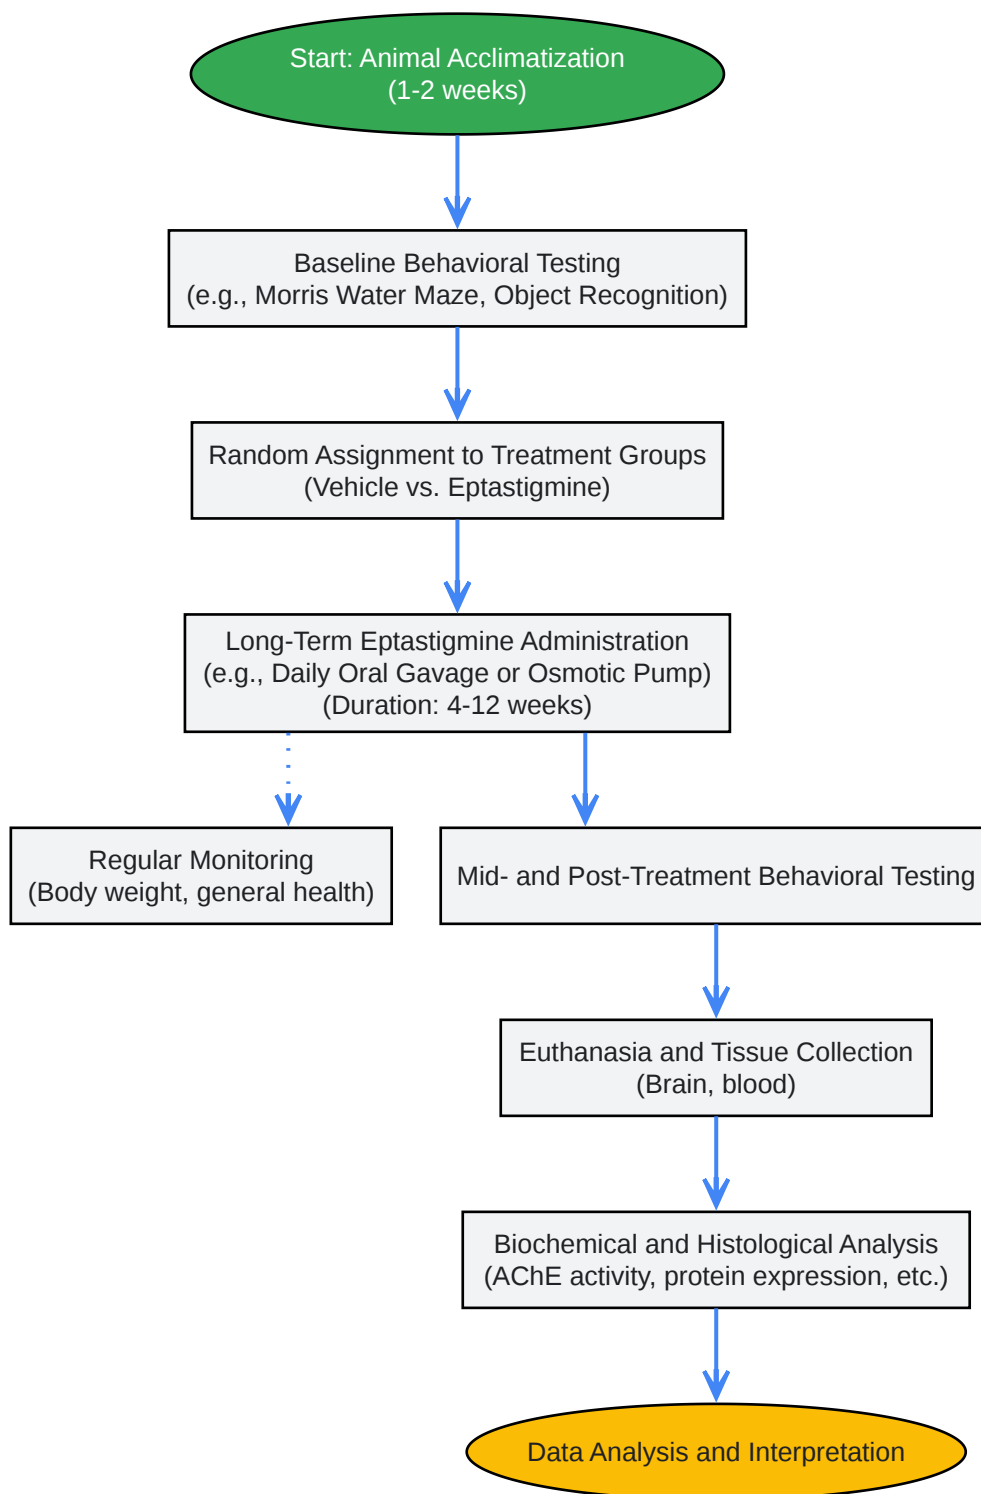 Start: Animal Acclimatization
(1-2 weeks)
Baseline Behavioral Testing
(e.g., Morris Water Maze, Object Recognition)
Random Assignment to Treatment Groups
(Vehicle vs. Eptastigmine)
Long-Term Eptastigmine Administration
(e.g., Daily Oral Gavage or Osmotic Pump)
(Duration: 4-12 weeks)
Regular Monitoring
(Body weight, general health)
Mid- and Post-Treatment Behavioral Testing
Euthanasia and Tissue Collection
(Brain, blood)
Biochemical and Histological Analysis
(AChE activity, protein expression, etc.)
Data Analysis and Interpretation